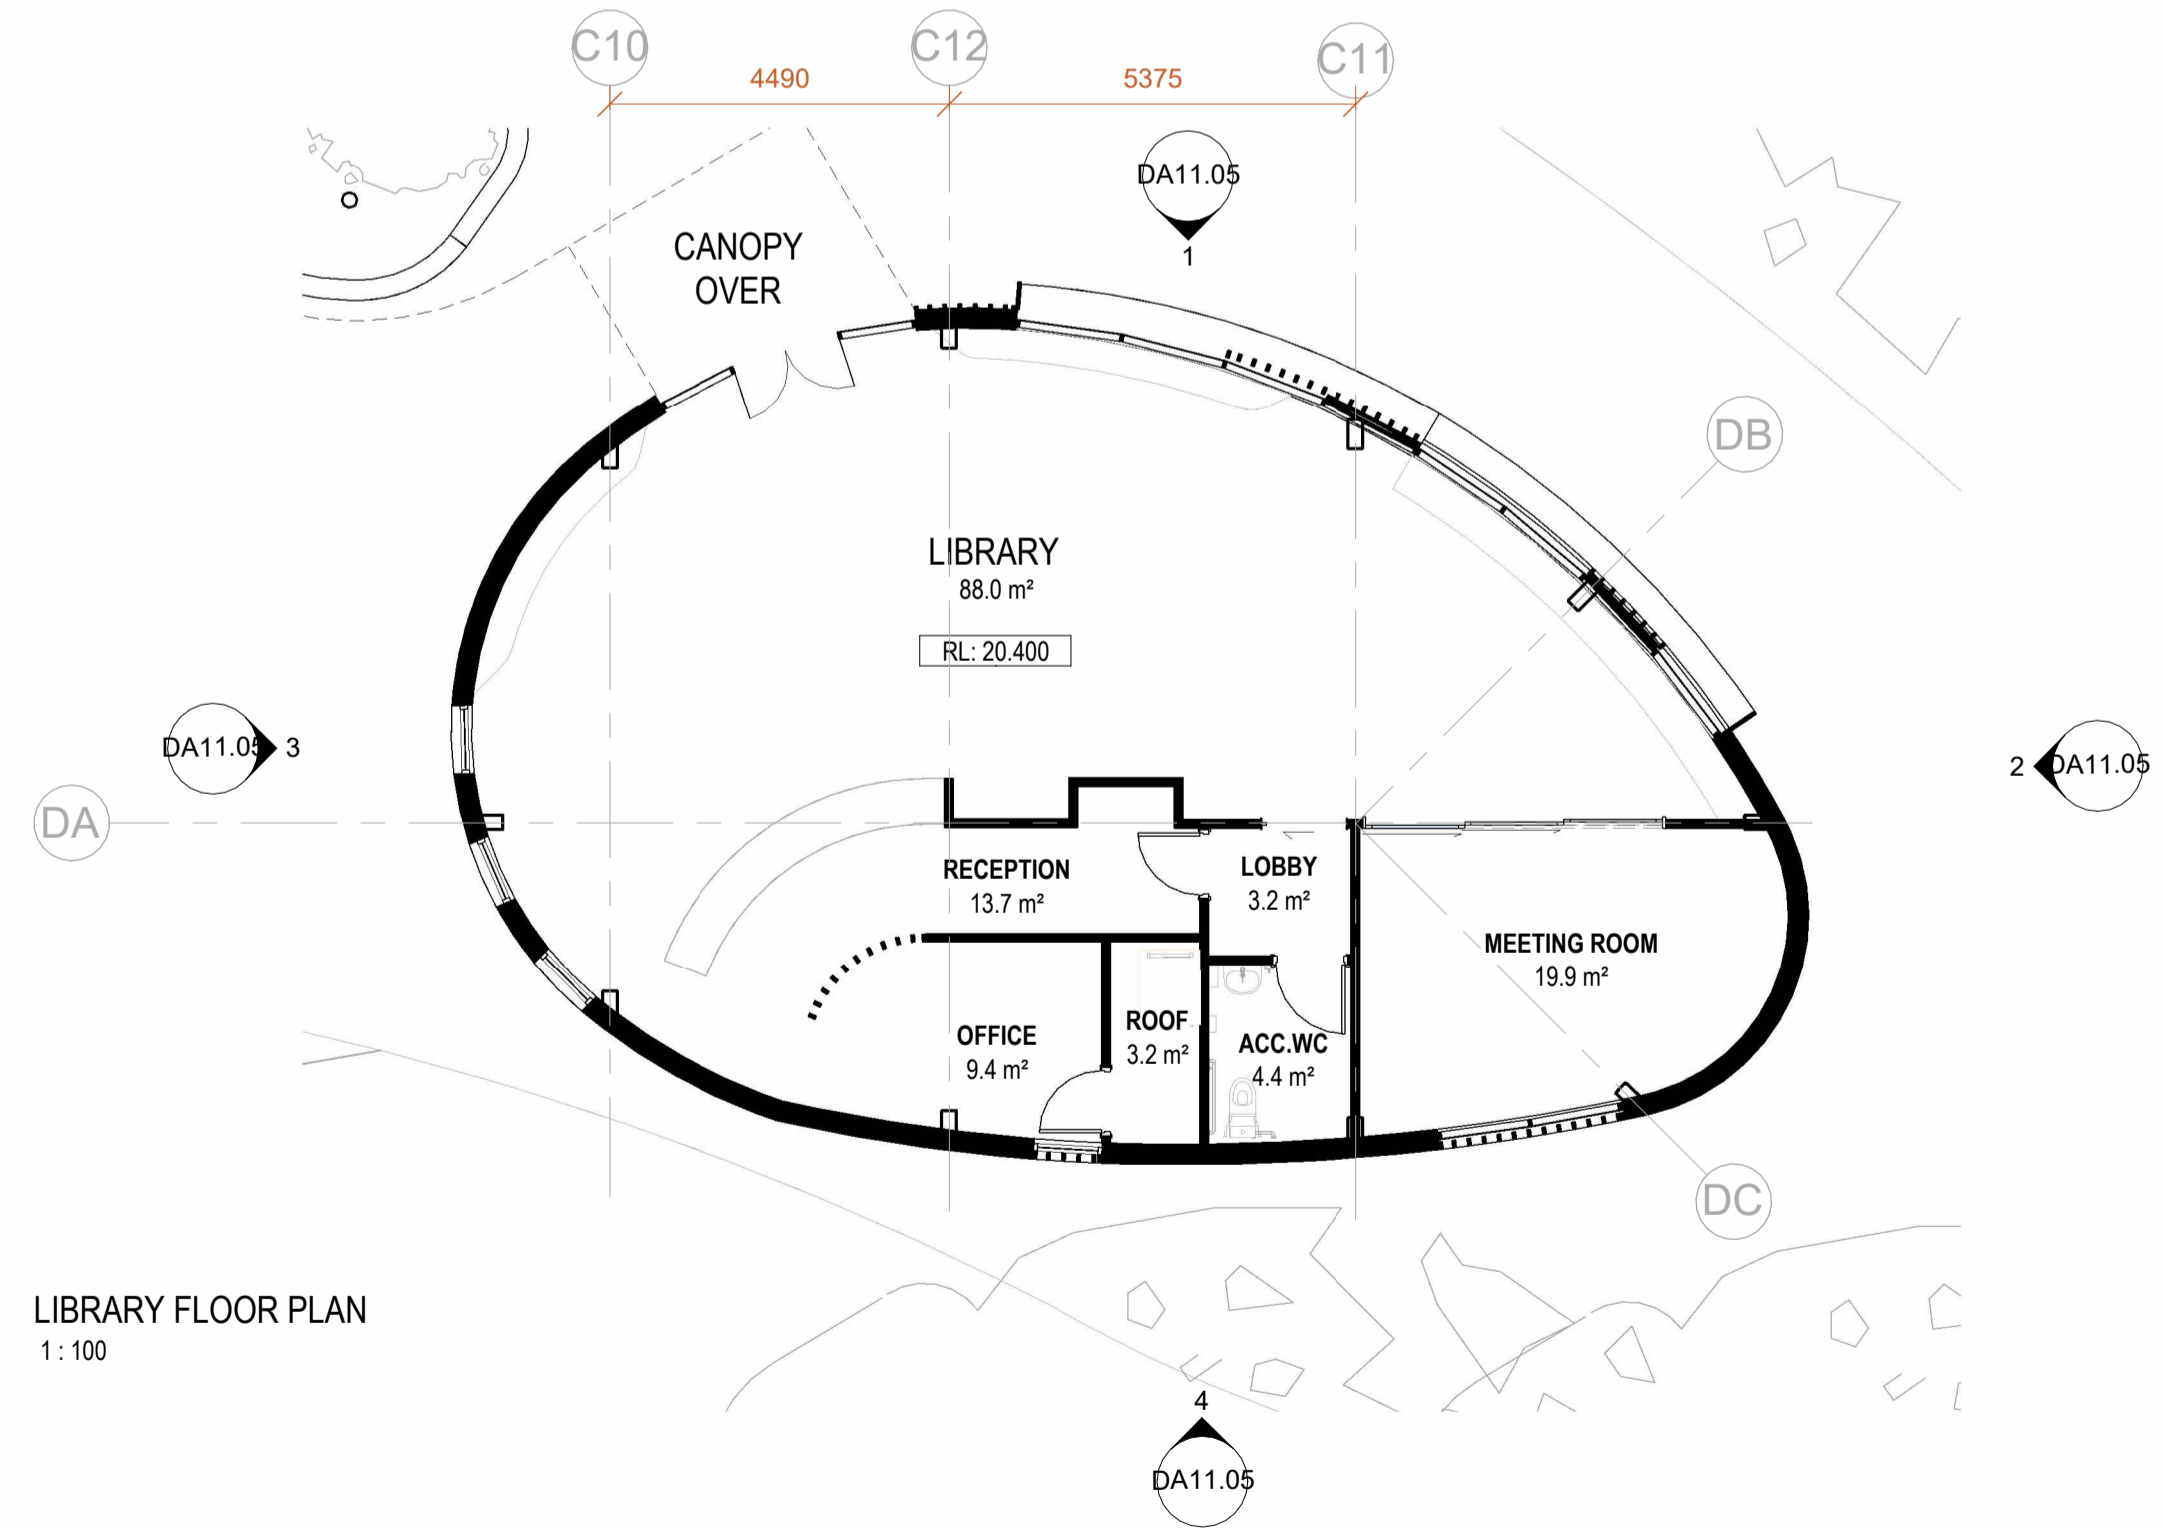 C10
C12
C11
4490
5375
DA11.05
1
CANOPY
OVER
DB
LIBRARY
88.0 m²
RL: 20.400
DA11.05
3
2
DA11.05
DA
RECEPTION
13.7 m²
LOBBY
3.2 m²
MEETING ROOM
19.9 m²
OFFICE
9.4 m²
ROOF
3.2 m²
ACC.WC
4.4 m²
DC
LIBRARY FLOOR PLAN
1 : 100
4
DA11.05